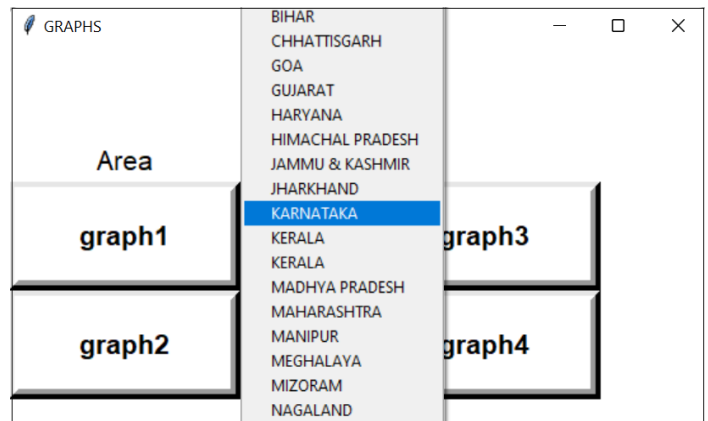 GRAPHS
Area
graph1
graph2
BIHAR
CHHATTISGARH
GOA
GUJARAT
HARYANA
HIMACHAL PRADESH
JAMMU & KASHMIR
JHARKHAND
KARNATAKA
KERALA
KERALA
MADHYA PRADESH
MAHARASHTRA
MANIPUR
MEGHALAYA
MIZORAM
NAGALAND
graph3
graph4